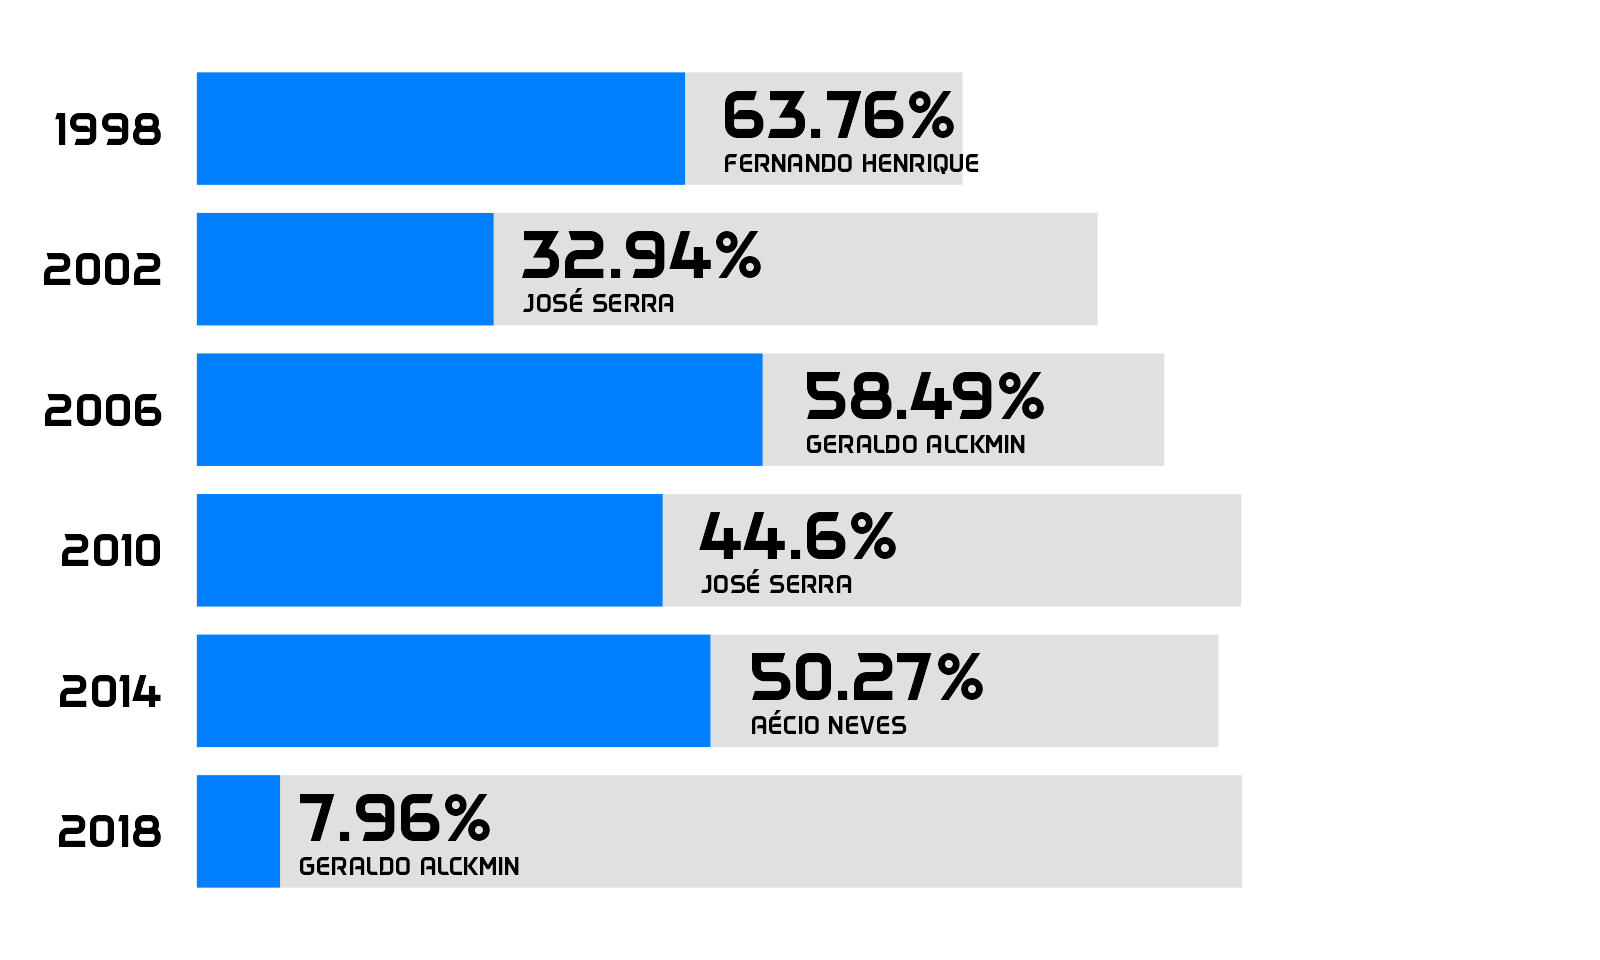 1998
63.76%
FERNANDO HENRIQUE
2002
32.94%
JOSÉ SERRA
2006
58.49%
GERALDO ALCKMIN
2010
44.6%
JOSÉ SERRA
2014
50.27%
AÉCIO NEVES
2018
7.96%
GERALDO ALCKMIN